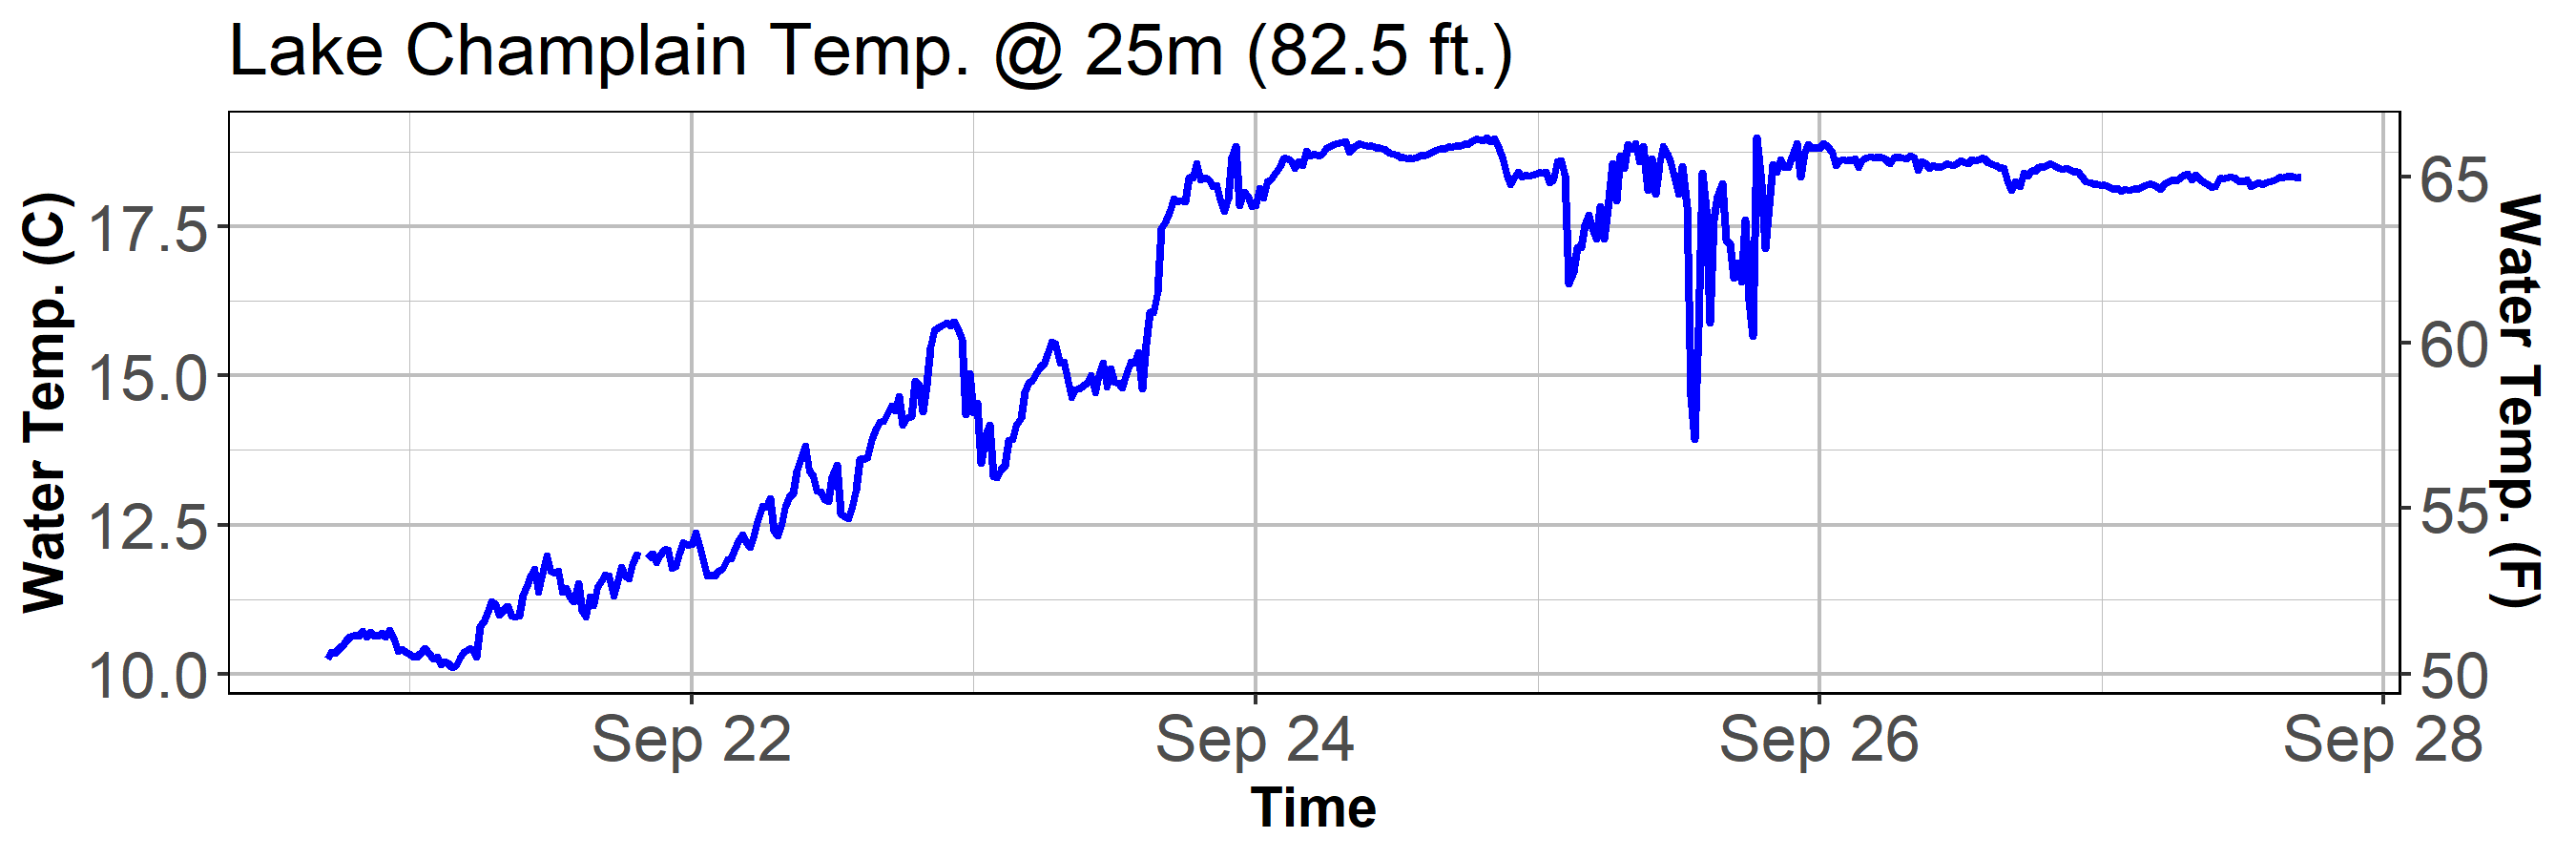 Lake Champlain Temp. @ 25m (82.5 ft.)
Water Temp. (C)
17.5
15.0
12.5
10.0
65
60
55
50
Water Temp. (F)
Sep 22 Sep 24 Sep 26 Sep 28
Time